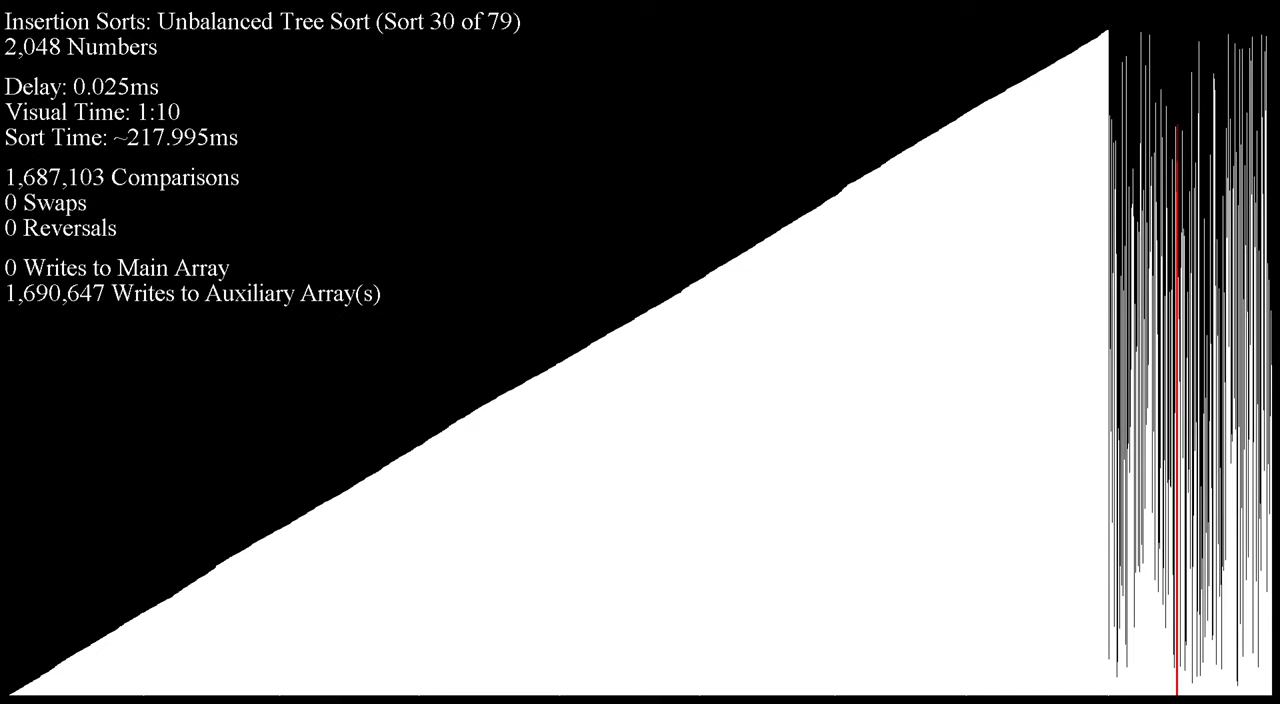 Insertion Sorts: Unbalanced Tree Sort (Sort 30 of 79)
2,048 Numbers
Delay: 0.025ms
Visual Time: 1:10
Sort Time: ~217.995ms
1,687,103 Comparisons
0 Swaps
0 Reversals
0 Writes to Main Array
1,690,647 Writes to Auxiliary Array(s)